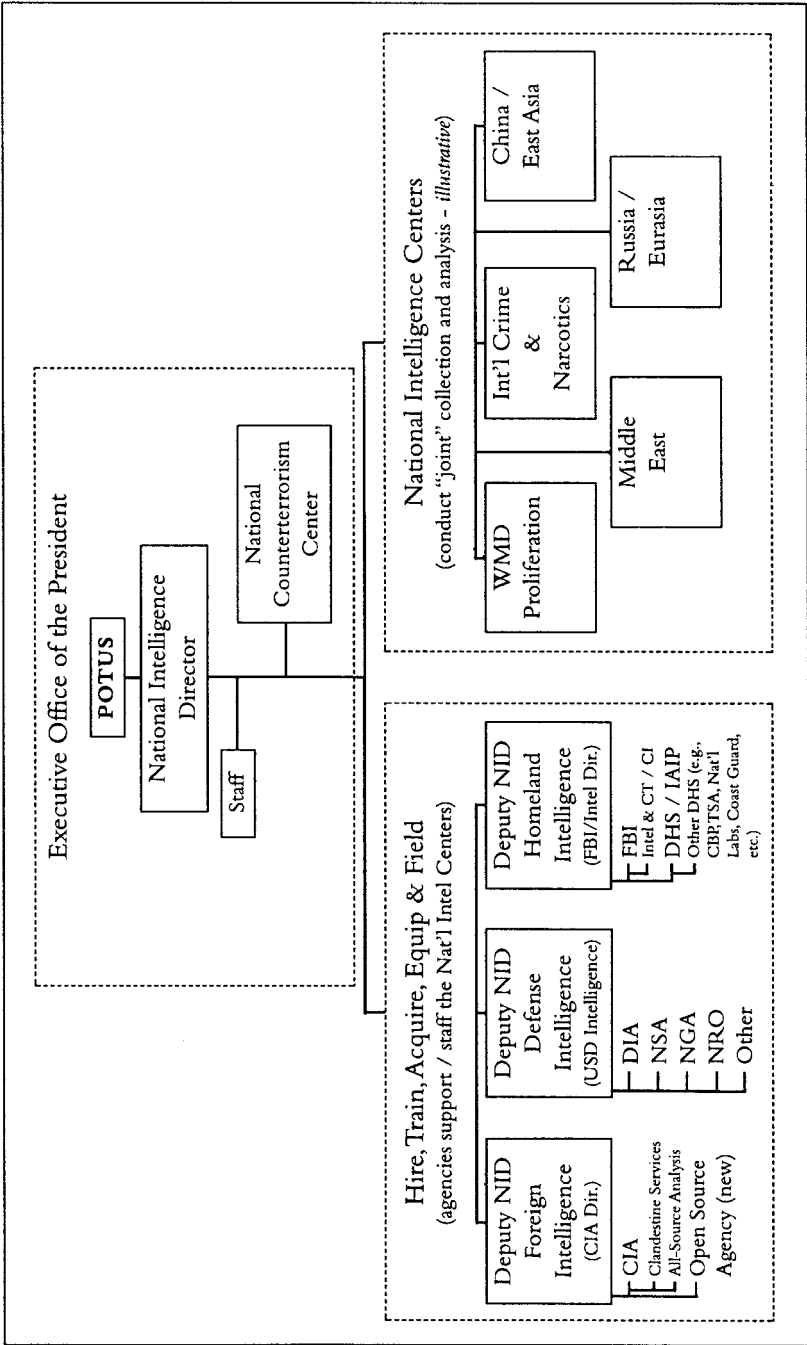 Executive Office of the President
POTUS
National Intelligence
Director
Staff
National
Counterterrorism
Center
Hire, Train, Acquire, Equip & Field
(agencies support / staff the Nat'l Intel Centers)
Deputy NID
Foreign
Intelligence
(CIA Dir.)
CIA
Clandestine Services
All-Source Analysis
Open Source
Agency (new)
Deputy NID
Defense
Intelligence
(USD Intelligence)
DIA
NSA
NGA
NRO
Other
Deputy NID
Homeland
Intelligence
(FBI/Intel Dir.)
FBI
Intel & CT / CI
DHS / IAIP
Other DHS (e.g.,
CBP, TSA, Nat'l
Labs, Coast Guard,
etc.)
National Intelligence Centers
(conduct "joint" collection and analysis – illustrative)
WMD
Proliferation
Int'l Crime
&
Narcotics
China /
East Asia
Middle
East
Russia /
Eurasia